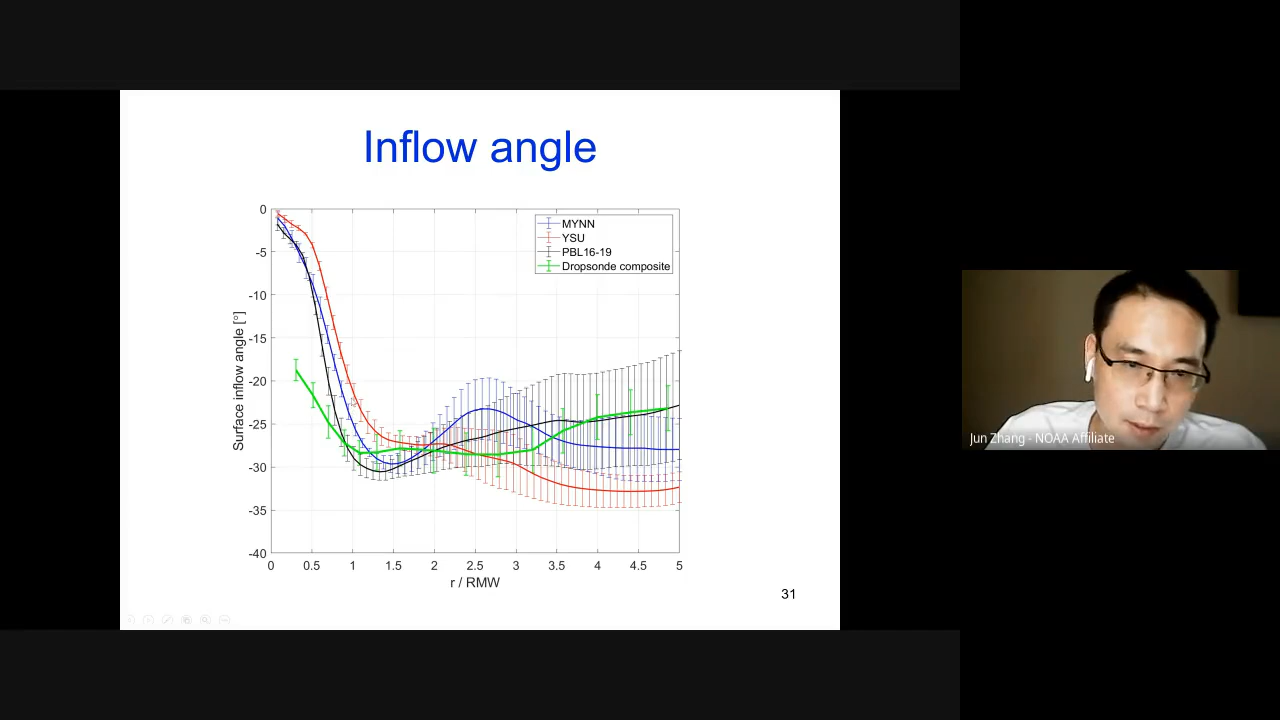 Inflow angle
0
-5
-10
-15
-20
-25
-30
-35
-40
Surface inflow angle [°]
MYNN
YSU
PBL16-19
Dropsonde composite
0 0.5 1 1.5 2 2.5 3 3.5 4 4.5 5
r / RMW
31
Jun Zhang - NOAA Affiliate